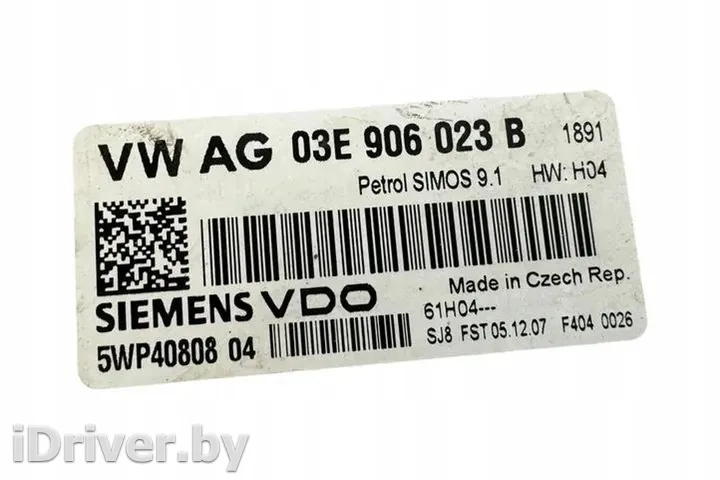 VW AG 03E 906 023 B 1891
Petrol SIMOS 9.1 HW: H04
Made in Czech Rep.
SIEMENS VDO 61H04---
5WP40808 04 SJ8 FST 05.12.07 F404 0026
iDriver.by